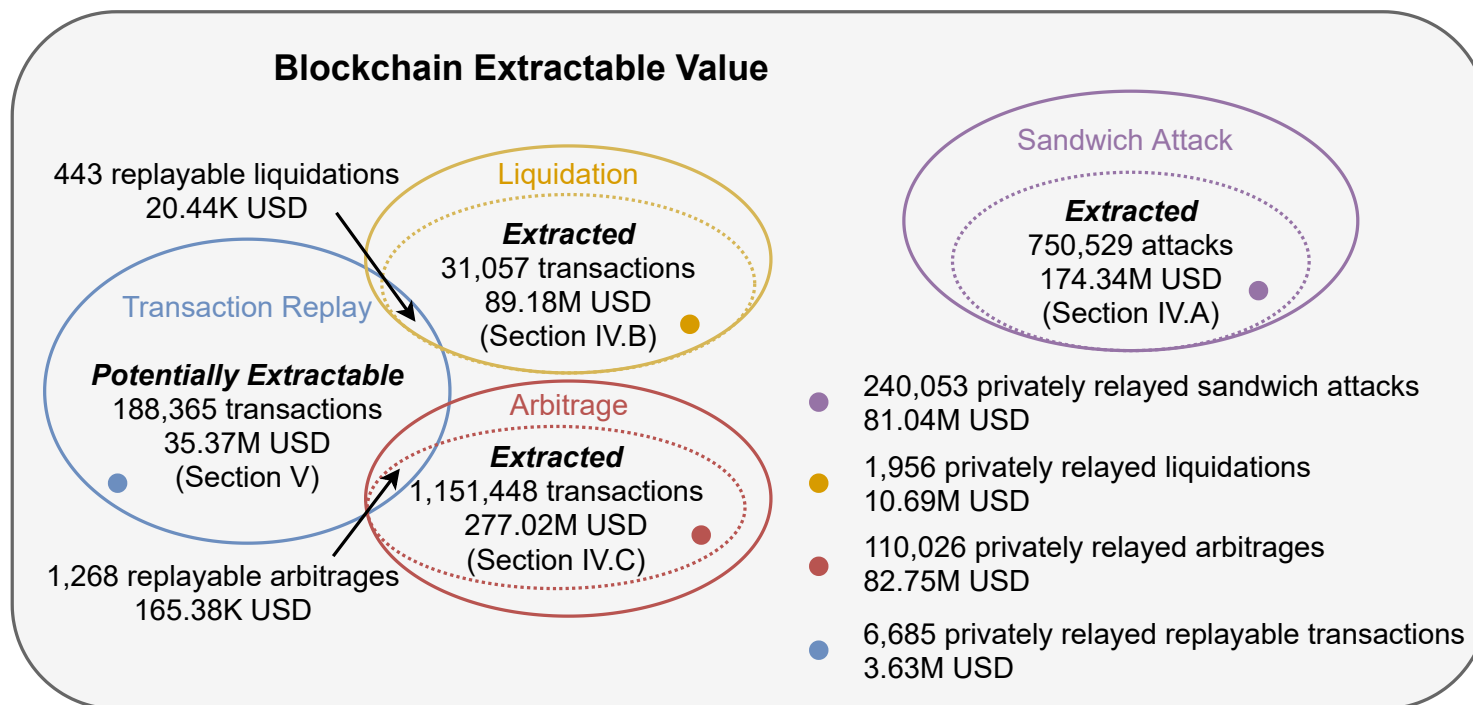 Blockchain Extractable Value
443 replayable liquidations
20.44K USD
Liquidation
Extracted
31,057 transactions
89.18M USD
(Section IV.B)
Sandwich Attack
Extracted
750,529 attacks
174.34M USD
(Section IV.A)
Transaction Replay
Potentially Extractable
188,365 transactions
35.37M USD
(Section V)
Arbitrage
Extracted
1,151,448 transactions
277.02M USD
(Section IV.C)
1,268 replayable arbitrages
165.38K USD
240,053 privately relayed sandwich attacks
81.04M USD
1,956 privately relayed liquidations
10.69M USD
110,026 privately relayed arbitrages
82.75M USD
6,685 privately relayed replayable transactions
3.63M USD